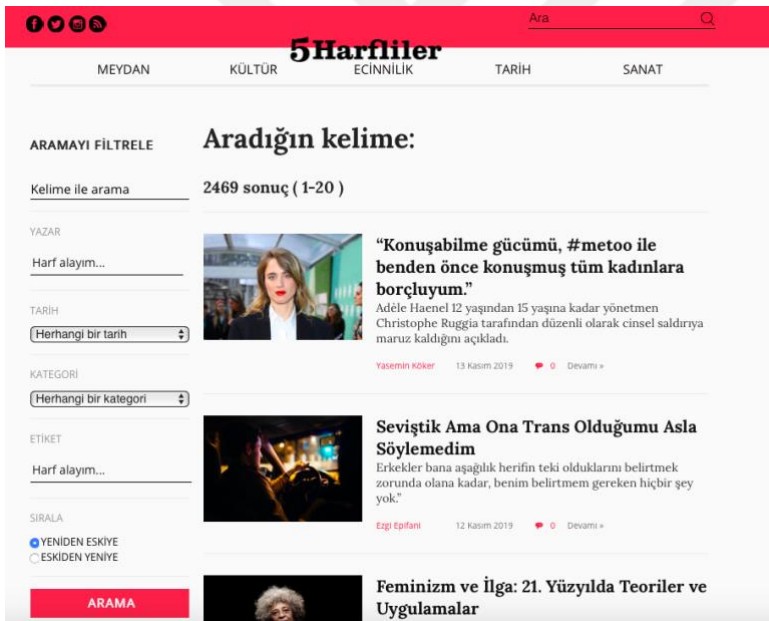 Ara
5Harfliler
MEYDAN
KÜLTÜR
ECİNNİLİK
TARİH
SANAT
ARAMAYI FİLTRELE
Kelime ile arama
YAZAR
Harf alayım...
TARİH
Herhangi bir tarih
KATEGORİ
Herhangi bir kategori
ETİKET
Harf alayım...
SIRALA
YENİDEN ESKİYE
ESKİDEN YENİYE
ARAMA
Aradığın kelime:
2469 sonuç ( 1-20 )
“Konuşabilme gücümü, #metoo ile
benden önce konuşmuş tüm kadınlara
borçluyum.”
Adèle Haenel 12 yaşından 15 yaşına kadar yönetmen
Christophe Ruggia tarafından düzenli olarak cinsel saldırıya
maruz kaldığını açıkladı.
Yasemin Köker 13 Kasım 2019 0 Devamı »
Seviştik Ama Ona Trans Olduğumu Asla
Söylemedim
Erkekler bana aşağılık herifin teki olduklarını belirtmek
zorunda olana kadar, benim belirtmem gereken hiçbir şey
yok.”
Ezgi Epifani 12 Kasım 2019 0 Devamı »
Feminizm ve İlga: 21. Yüzyılda Teoriler ve
Uygulamalar